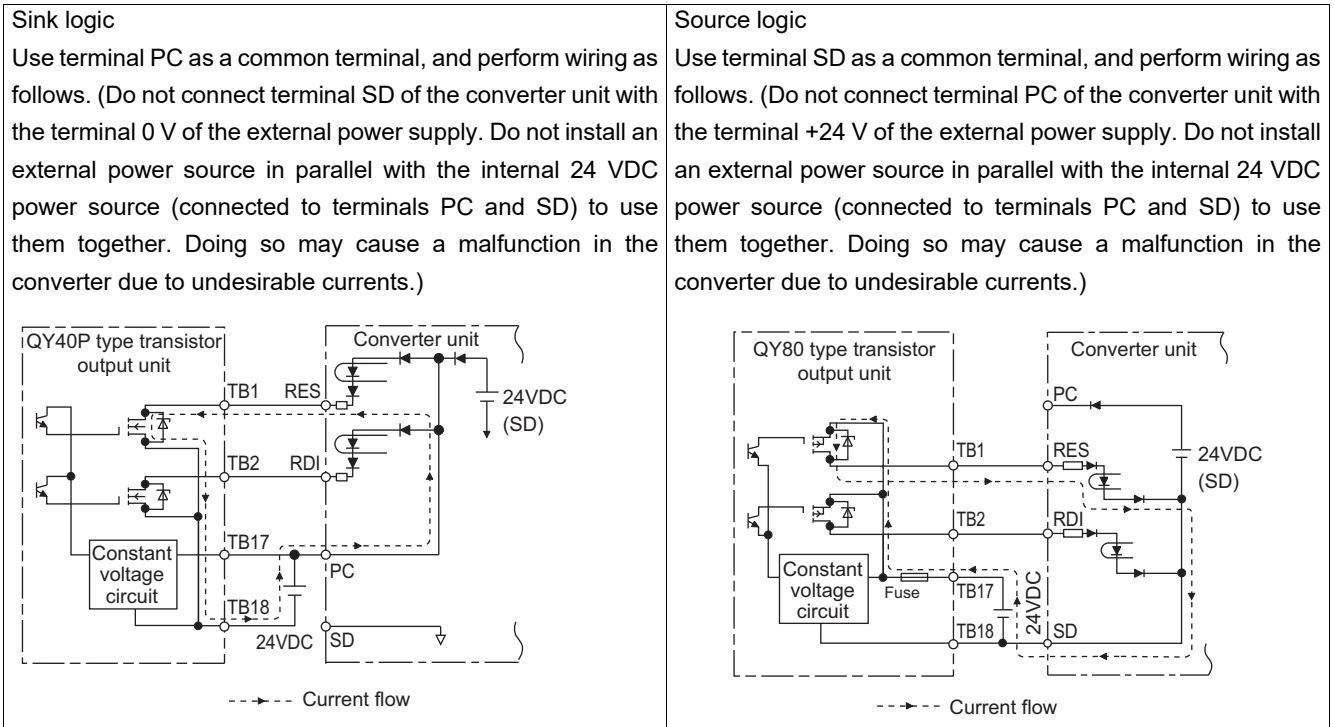 Sink logic
Use terminal PC as a common terminal, and perform wiring as
follows. (Do not connect terminal SD of the converter unit with
the terminal 0 V of the external power supply. Do not install an
external power source in parallel with the internal 24 VDC
power source (connected to terminals PC and SD) to use
them together. Doing so may cause a malfunction in the
converter due to undesirable currents.)
QY40P type transistor
output unit
Converter unit
TB1
RES
24VDC
(SD)
TB2
RDI
Constant
voltage
circuit
TB17
PC
TB18
24VDC
SD
Current flow
Source logic
Use terminal SD as a common terminal, and perform wiring as
follows. (Do not connect terminal PC of the converter unit with
the terminal +24 V of the external power supply. Do not install
an external power source in parallel with the internal 24 VDC
power source (connected to terminals PC and SD) to use
them together. Doing so may cause a malfunction in the
converter due to undesirable currents.)
QY80 type transistor
output unit
Converter unit
PC
TB1
RES
24VDC
(SD)
TB2
RDI
Constant
voltage
circuit
Fuse
TB17
24VDC
TB18
SD
Current flow